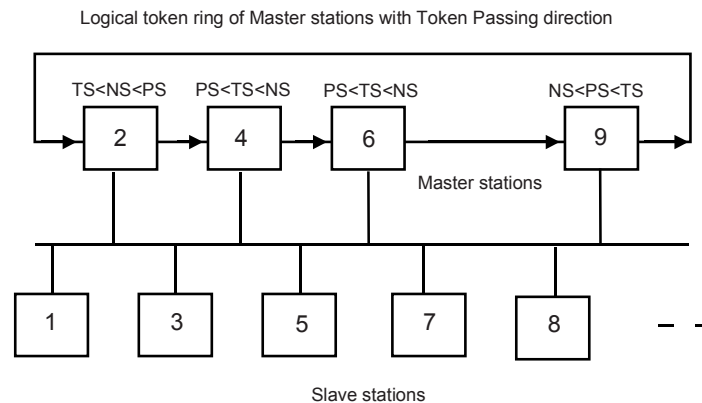 Logical token ring of Master stations with Token Passing direction
TS<NS<PS PS<TS<NS PS<TS<NS NS<PS<TS
2 4 6 9
Master stations
1 3 5 7 8
Slave stations